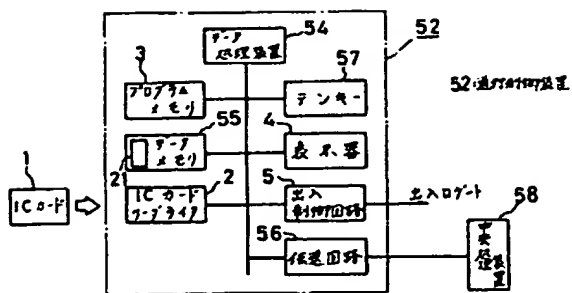 54
データ
処理装置
52
3
プログラム
メモリ
57
テンキー
52:通行制御装置
55
データ
メモリ
21
4
表示器
1
ICカード
2
ICカード
リーダライタ
5
出入
制御回路
出入口ゲート
56
伝送回路
58
中央処理装置